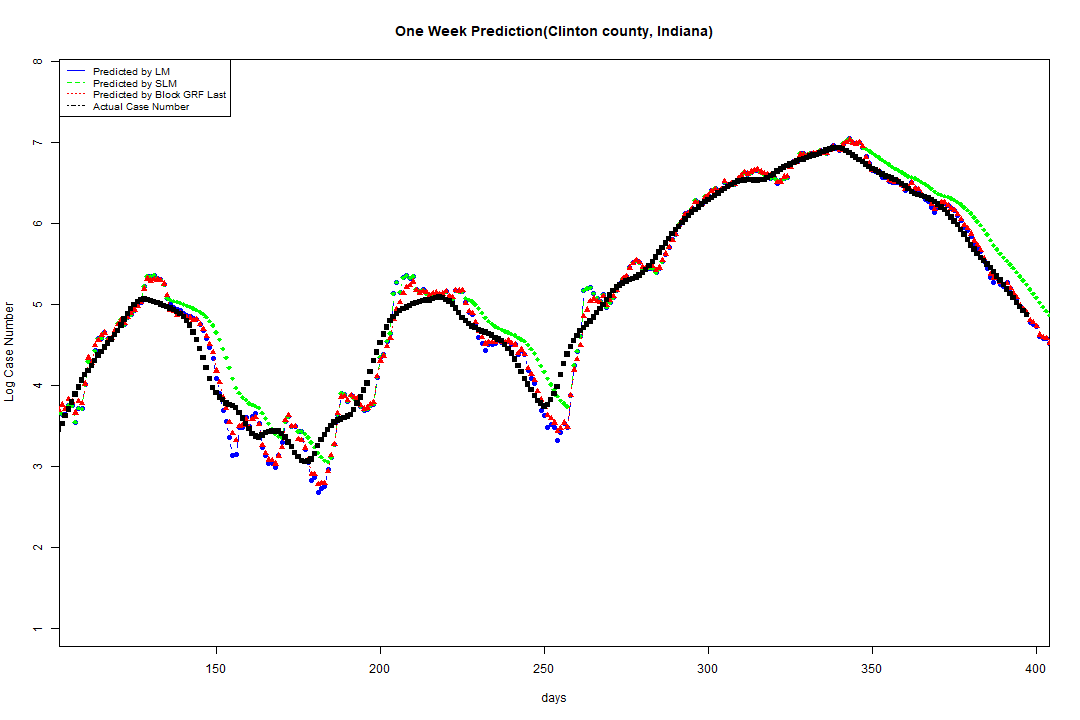 One Week Prediction(Clinton county, Indiana)
Predicted by LM
Predicted by SLM
Predicted by Block GRF Last
Actual Case Number
8
7
6
5
4
3
2
1
Log Case Number
150 200 250 300 350 400
days